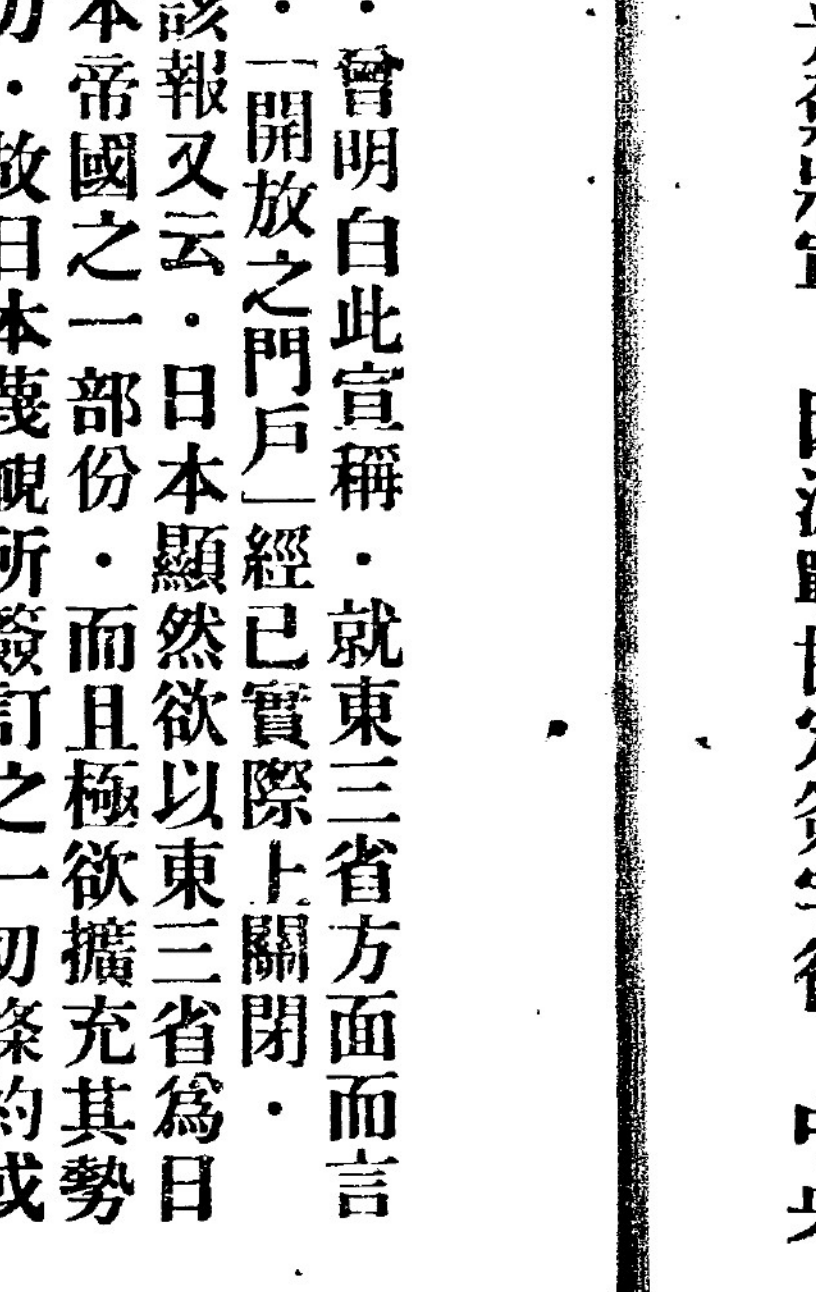 ・曾明白此宣稱・就東三省方面而言
・「開放之門戶」經已實際上關閉・
該報又云・日本顯然欲以東三省爲日
本帝國之一部份・而且極欲擴充其勢
・故日本蔑視所簽訂之一切條約或
中央